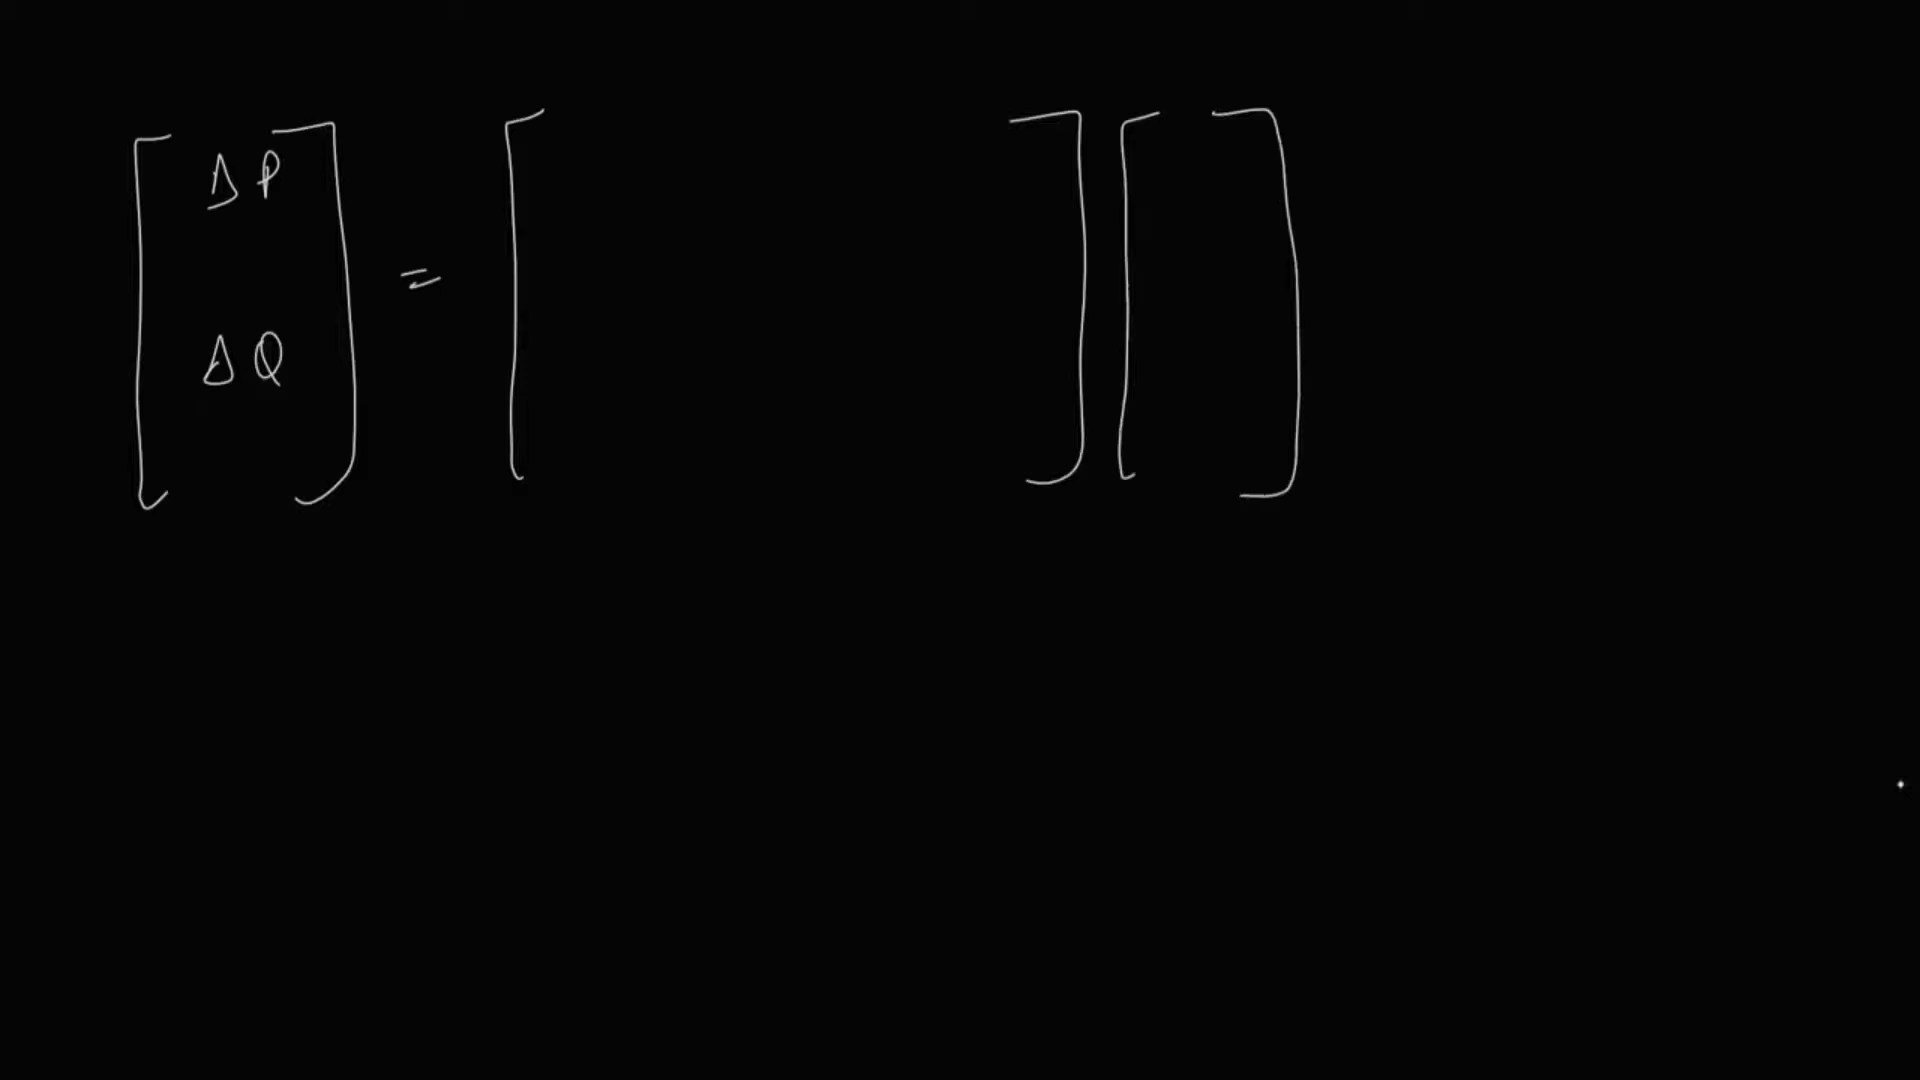 [ ΔP ] = [ ] [ ]
[ ΔQ ]